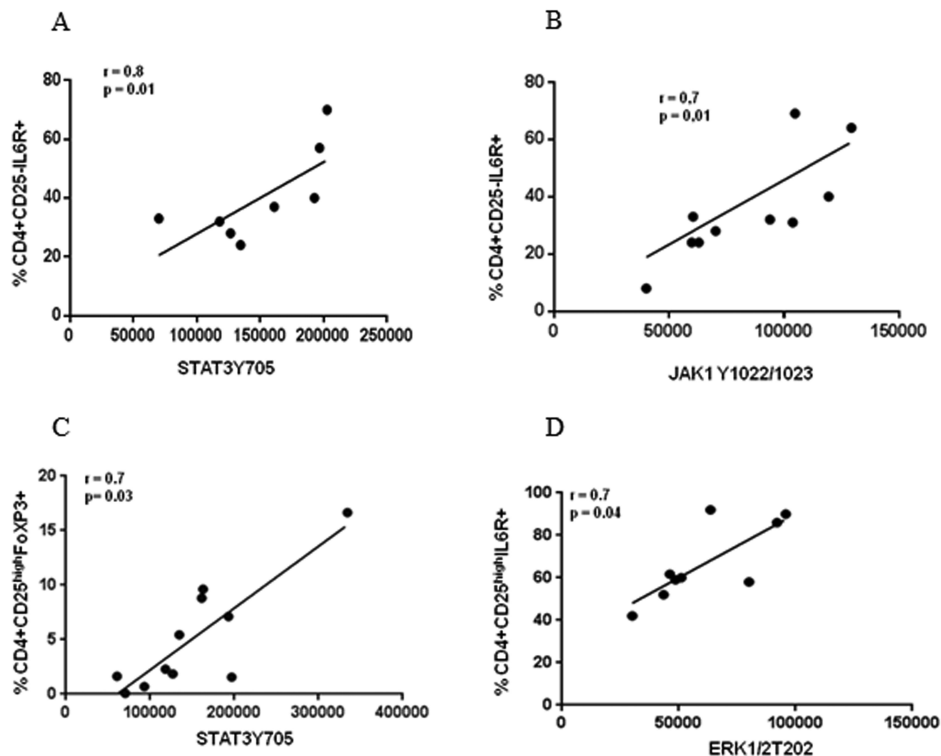 A
r = 0.8
p = 0.01
% CD4+CD25-IL6R+
80
60
40
20
0
0 50000 100000 150000 200000 250000
STAT3Y705
B
r = 0.7
p = 0.01
% CD4+CD25-IL6R+
80
60
40
20
0
0 50000 100000 150000
JAK1 Y1022/1023
C
r = 0.7
p= 0.03
% CD4+CD25highFoXP3+
20
15
10
5
0
0 100000 200000 300000 400000
STAT3Y705
D
r = 0.7
p = 0.04
% CD4+CD25highIL6R+
100
80
60
40
20
0
0 50000 100000 150000
ERK1/2T202